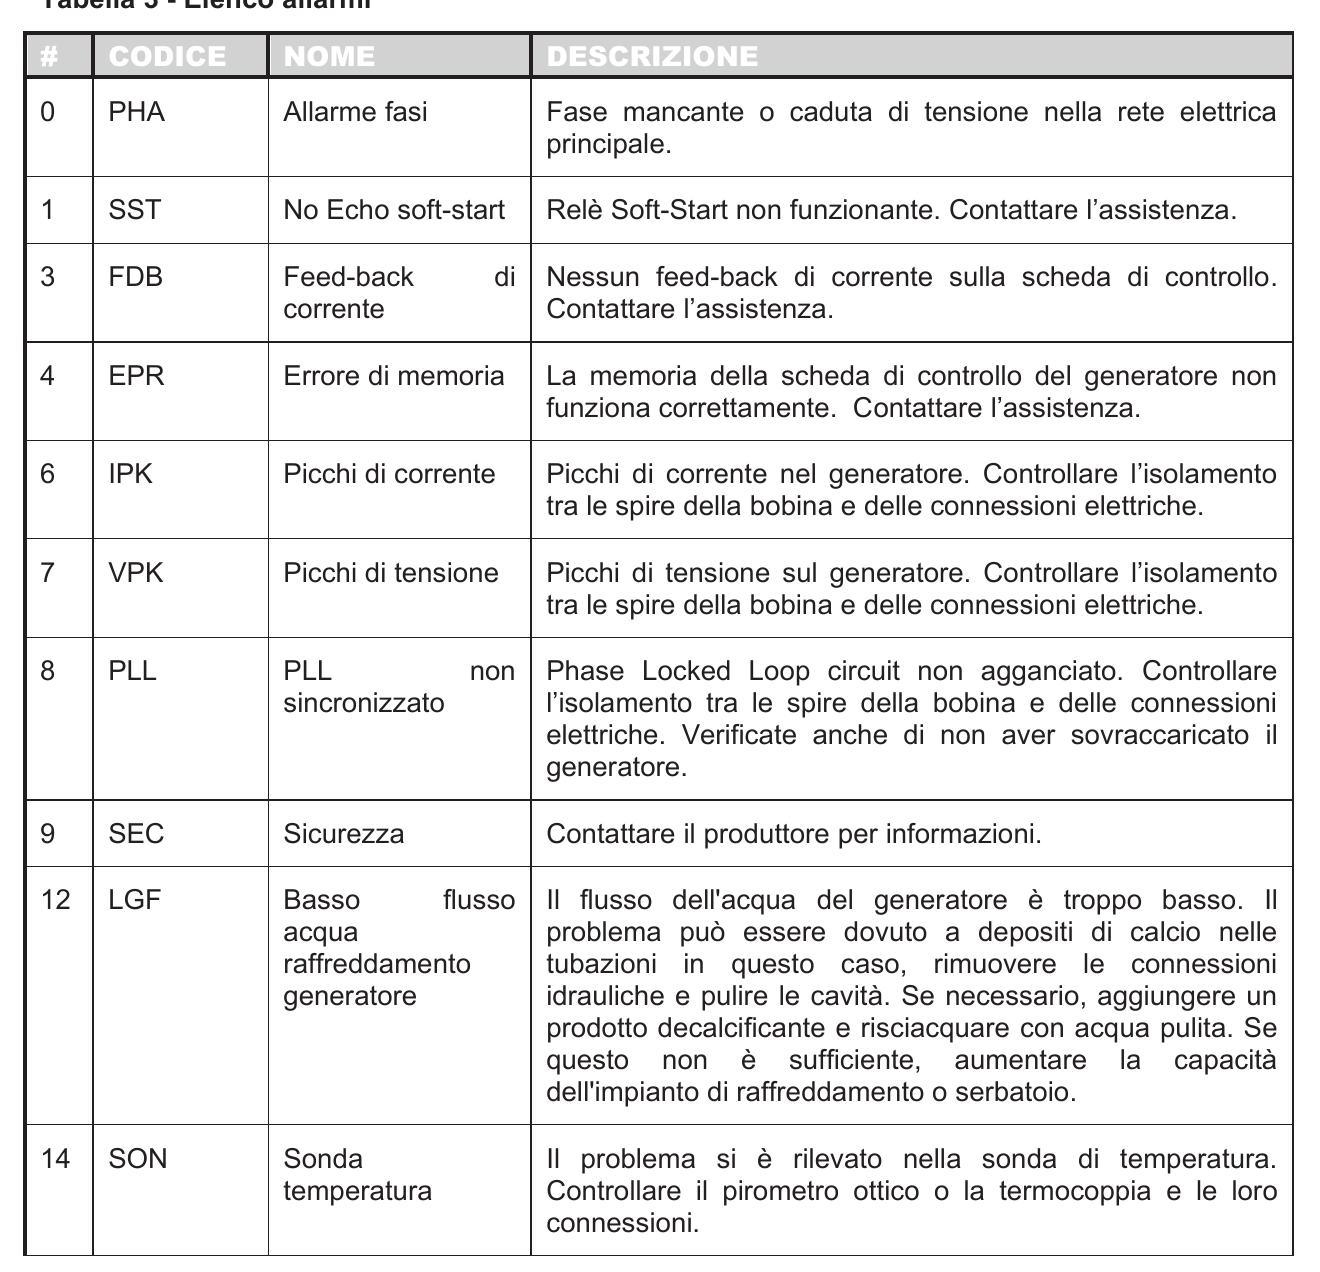 Tabella 3 - Elenco allarmi
# CODICE NOME DESCRIZIONE
0 PHA Allarme fasi Fase mancante o caduta di tensione nella rete elettrica
principale.
1 SST No Echo soft-start Relè Soft-Start non funzionante. Contattare l’assistenza.
3 FDB Feed-back di Nessun feed-back di corrente sulla scheda di controllo.
corrente Contattare l’assistenza.
4 EPR Errore di memoria La memoria della scheda di controllo del generatore non
funziona correttamente. Contattare l’assistenza.
6 IPK Picchi di corrente Picchi di corrente nel generatore. Controllare l’isolamento
tra le spire della bobina e delle connessioni elettriche.
7 VPK Picchi di tensione Picchi di tensione sul generatore. Controllare l’isolamento
tra le spire della bobina e delle connessioni elettriche.
8 PLL PLL non Phase Locked Loop circuit non agganciato. Controllare
sincronizzato l’isolamento tra le spire della bobina e delle connessioni
elettriche. Verificate anche di non aver sovraccaricato il
generatore.
9 SEC Sicurezza Contattare il produttore per informazioni.
12 LGF Basso flusso Il flusso dell'acqua del generatore è troppo basso. Il
acqua problema può essere dovuto a depositi di calcio nelle
raffreddamento tubazioni in questo caso, rimuovere le connessioni
generatore idrauliche e pulire le cavità. Se necessario, aggiungere un
prodotto decalcificante e risciacquare con acqua pulita. Se
questo non è sufficiente, aumentare la capacità
dell'impianto di raffreddamento o serbatoio.
14 SON Sonda Il problema si è rilevato nella sonda di temperatura.
temperatura Controllare il pirometro ottico o la termocoppia e le loro
connessioni.